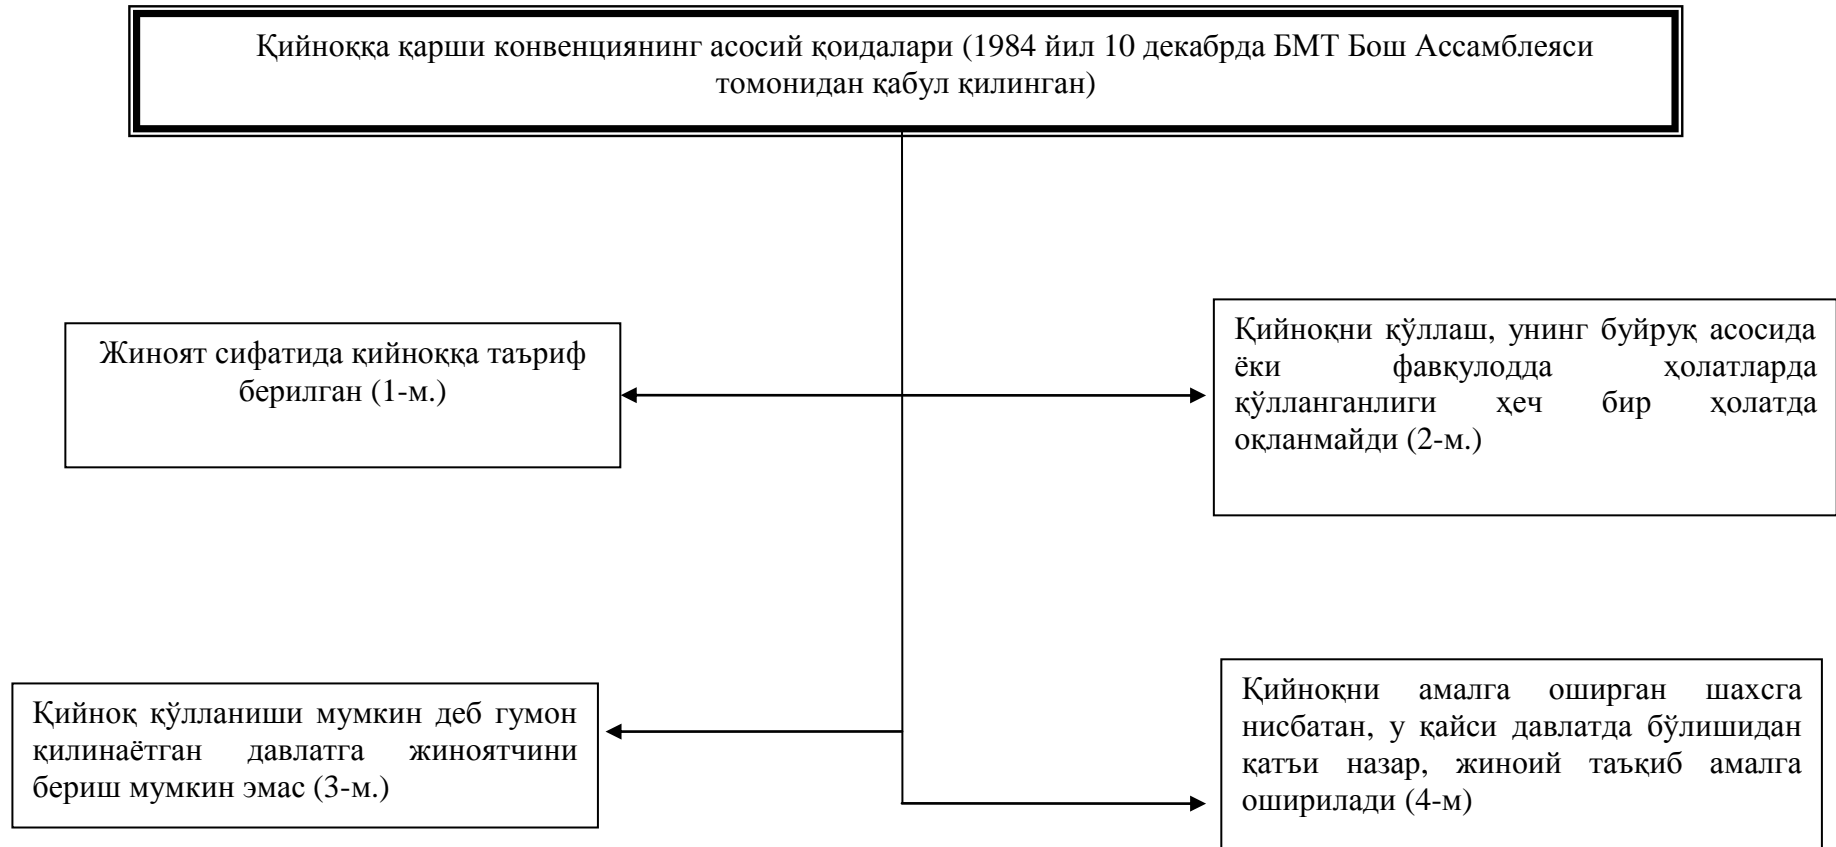 Қийноққа қарши конвенциянинг асосий қоидалари (1984 йил 10 декабрда БМТ Бош Ассамблеяси
томонидан қабул қилинган)
Жиноят сифатида қийноққа таъриф
берилган (1-м.)
Қийноқни қўллаш, унинг буйруқ асосида
ёки фавқулодда ҳолатларда
қўлланганлиги ҳеч бир ҳолатда
оқланмайди (2-м.)
Қийноқ қўлланиши мумкин деб гумон
қилинаётган давлатга жиноятчини
бериш мумкин эмас (3-м.)
Қийноқни амалга оширган шахсга
нисбатан, у қайси давлатда бўлишидан
қатъи назар, жиноий таъқиб амалга
оширилади (4-м)